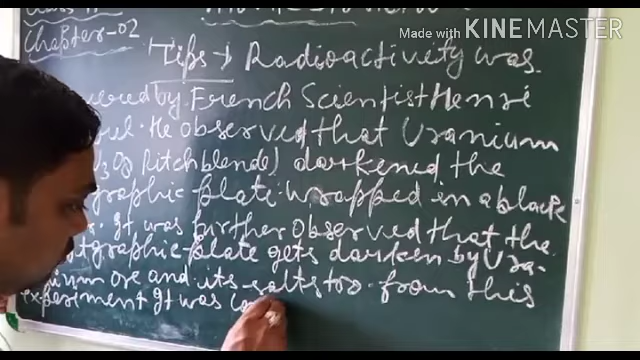 Made with KINEMASTER
Chapter-02
Tips → Radioactivity was
by French Scientist Henri
He observed that Uranium
Pitchblende) darkened the
graphic plate wrapped in a black
It was further observed that the
graphic plate gets darken by Ura-
ore and its salts too. from this
experiment It was